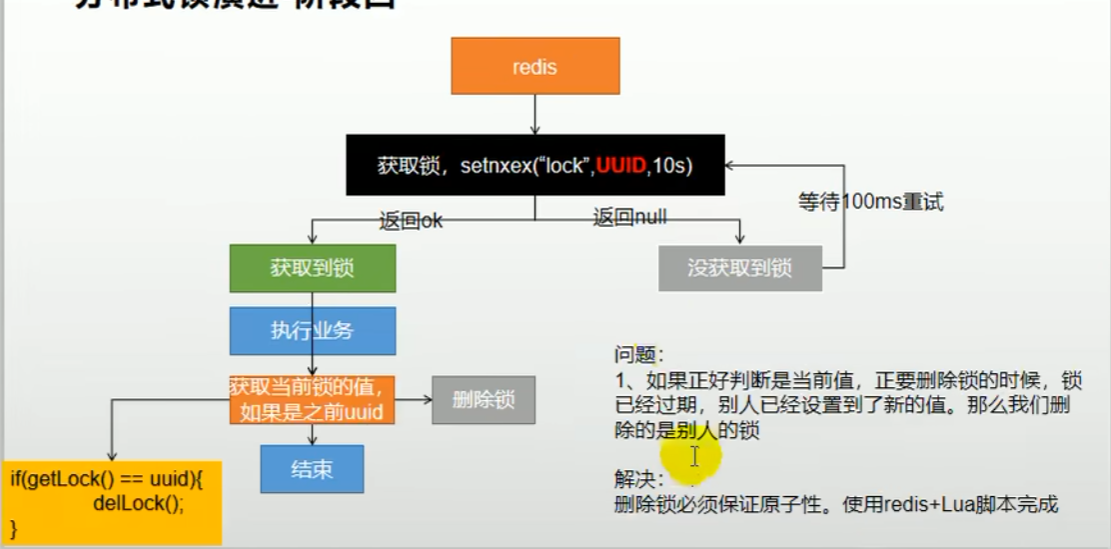 redis
获取锁，setnxex(“lock”,UUID,10s)
返回ok
返回null
等待100ms重试
获取到锁
没获取到锁
执行业务
获取当前锁的值，
如果是之前uuid
删除锁
结束
if(getLock() == uuid){
delLock();
}
问题：
1、如果正好判断是当前值，正要删除锁的时候，锁
已经过期，别人已经设置到了新的值。那么我们删
除的是别人的锁
解决：
删除锁必须保证原子性。使用redis+Lua脚本完成